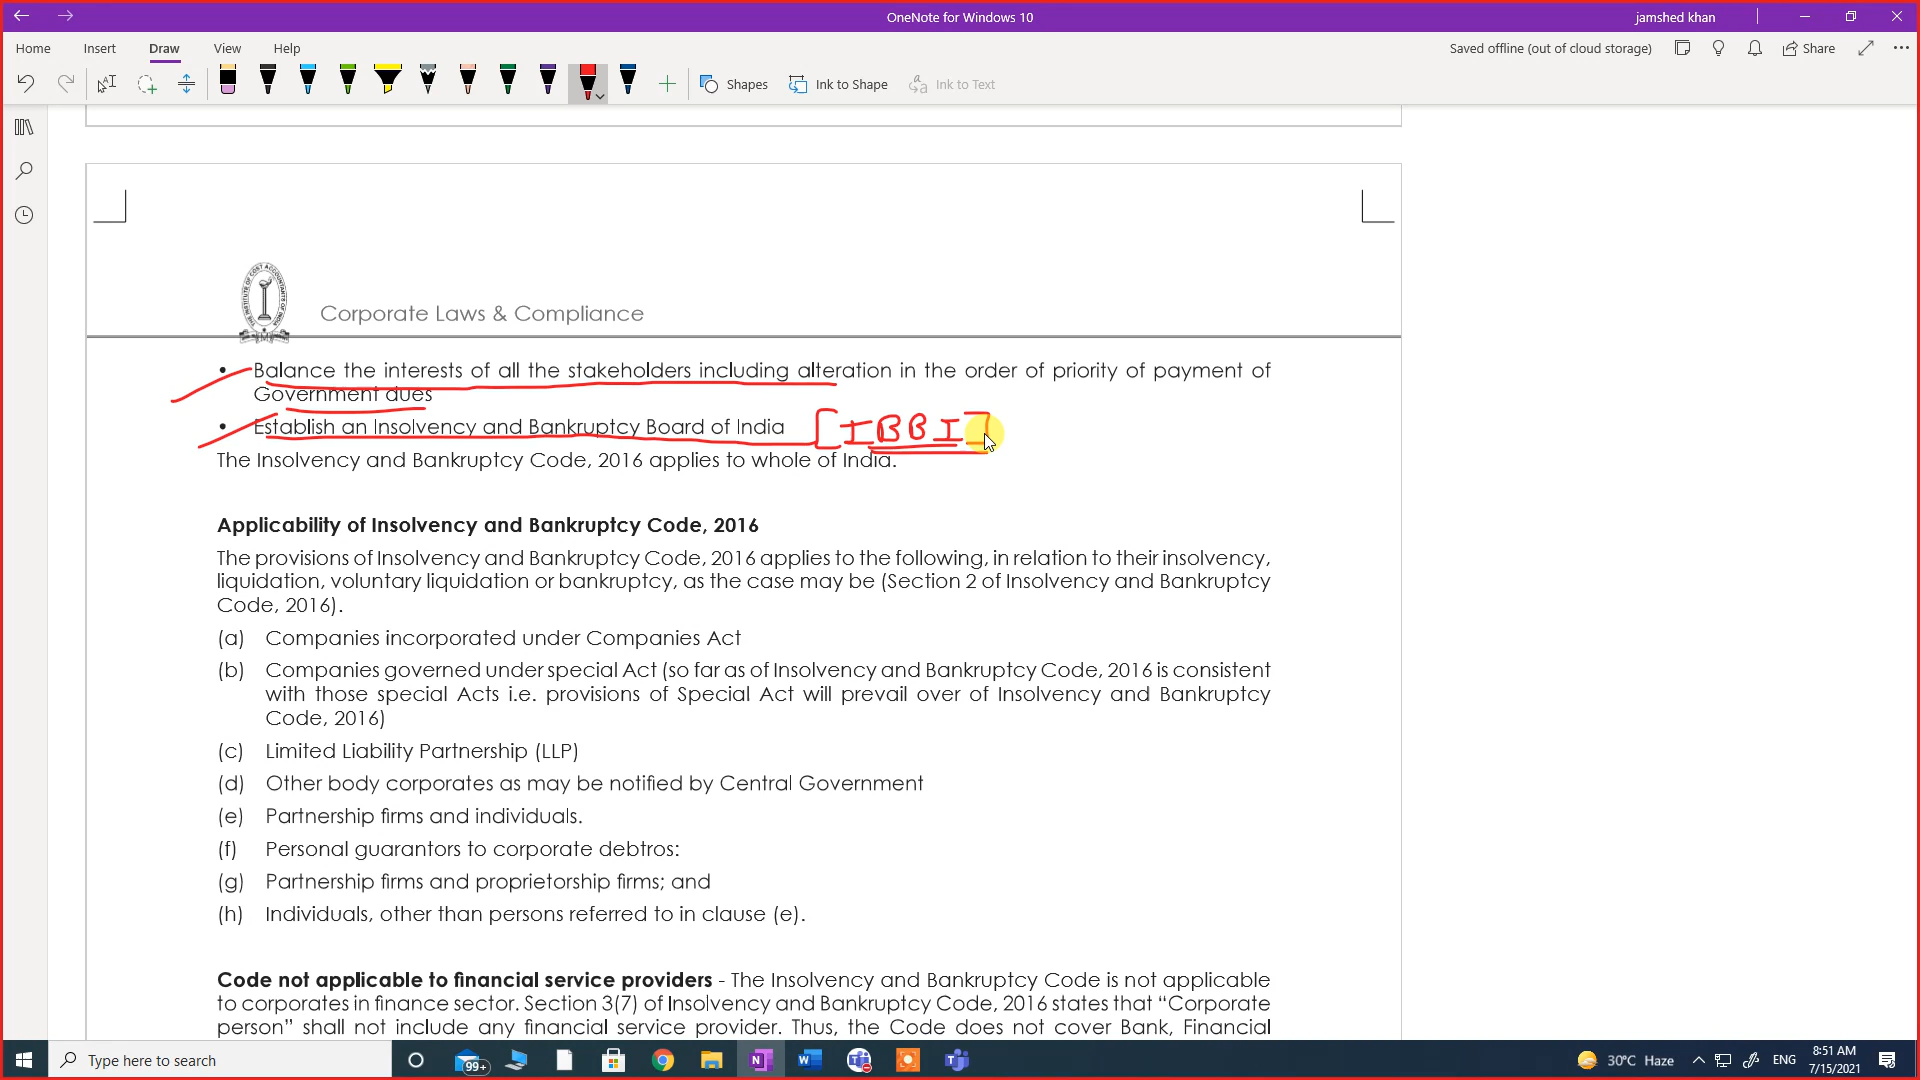 OneNote for Windows 10
jamshed khan
Home Insert Draw View Help
Saved offline (out of cloud storage)
Share
Shapes
Ink to Shape
Ink to Text
THE INSTITUTE OF COST ACCOUNTANTS OF INDIA
Corporate Laws & Compliance
• Balance the interests of all the stakeholders including alteration in the order of priority of payment of
Government dues
• Establish an Insolvency and Bankruptcy Board of India [IBBI]
The Insolvency and Bankruptcy Code, 2016 applies to whole of India.
Applicability of Insolvency and Bankruptcy Code, 2016
The provisions of Insolvency and Bankruptcy Code, 2016 applies to the following, in relation to their insolvency,
liquidation, voluntary liquidation or bankruptcy, as the case may be (Section 2 of Insolvency and Bankruptcy
Code, 2016).
(a) Companies incorporated under Companies Act
(b) Companies governed under special Act (so far as of Insolvency and Bankruptcy Code, 2016 is consistent
with those special Acts i.e. provisions of Special Act will prevail over of Insolvency and Bankruptcy
Code, 2016)
(c) Limited Liability Partnership (LLP)
(d) Other body corporates as may be notified by Central Government
(e) Partnership firms and individuals.
(f) Personal guarantors to corporate debtros:
(g) Partnership firms and proprietorship firms; and
(h) Individuals, other than persons referred to in clause (e).
Code not applicable to financial service providers - The Insolvency and Bankruptcy Code is not applicable
to corporates in finance sector. Section 3(7) of Insolvency and Bankruptcy Code, 2016 states that “Corporate
person” shall not include any financial service provider. Thus, the Code does not cover Bank, Financial
Type here to search
99+
30°C Haze
ENG
8:51 AM
7/15/2021